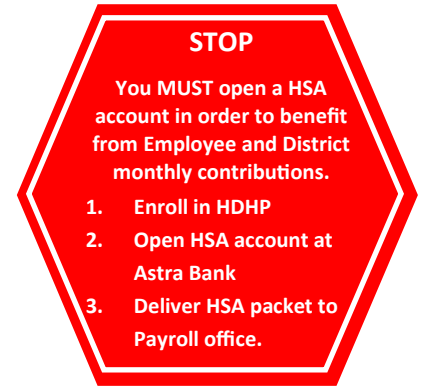 STOP
You MUST open a HSA
account in order to benefit
from Employee and District
monthly contributions.
1. Enroll in HDHP
2. Open HSA account at
Astra Bank
3. Deliver HSA packet to
Payroll office.